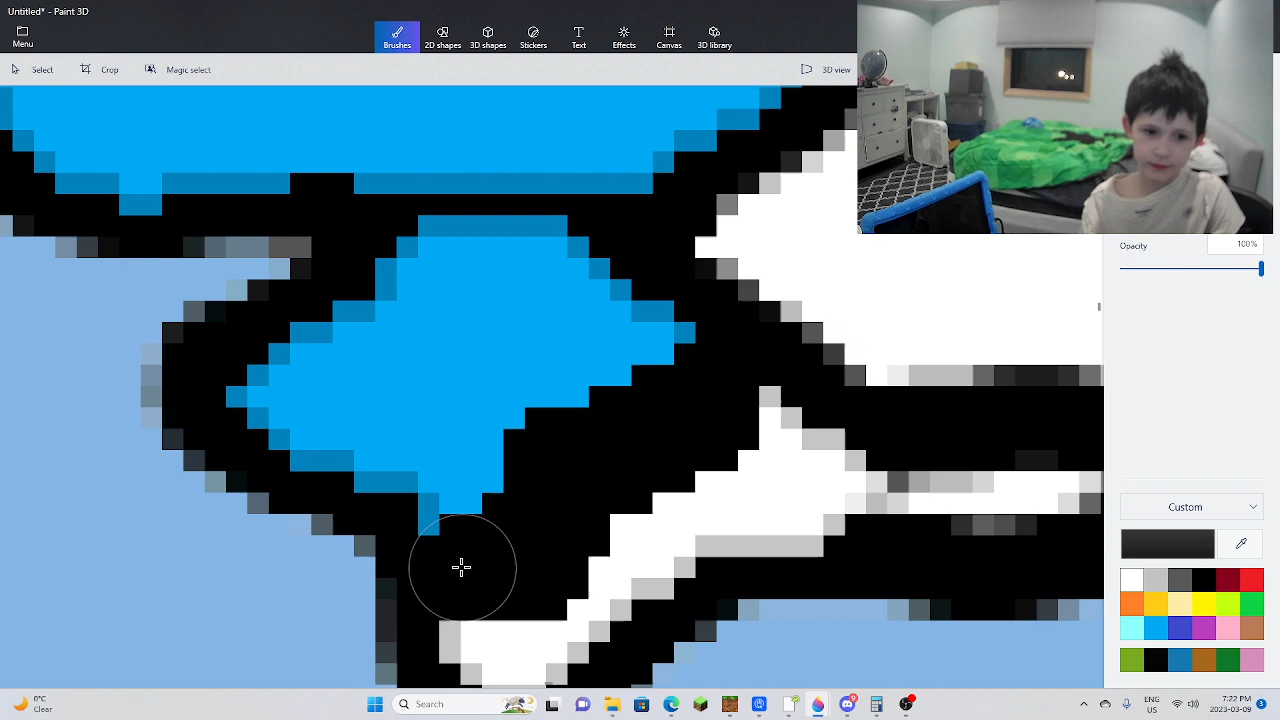 Untitled* - Paint 3D
Menu
Brushes
2D shapes
3D shapes
Stickers
Text
Effects
Canvas
3D library
Select
Crop
Magic select
3D view
Opacity
100%
Custom
0°C
Clear
Search
ENG
US
7:22 PM
2023-03-09
3